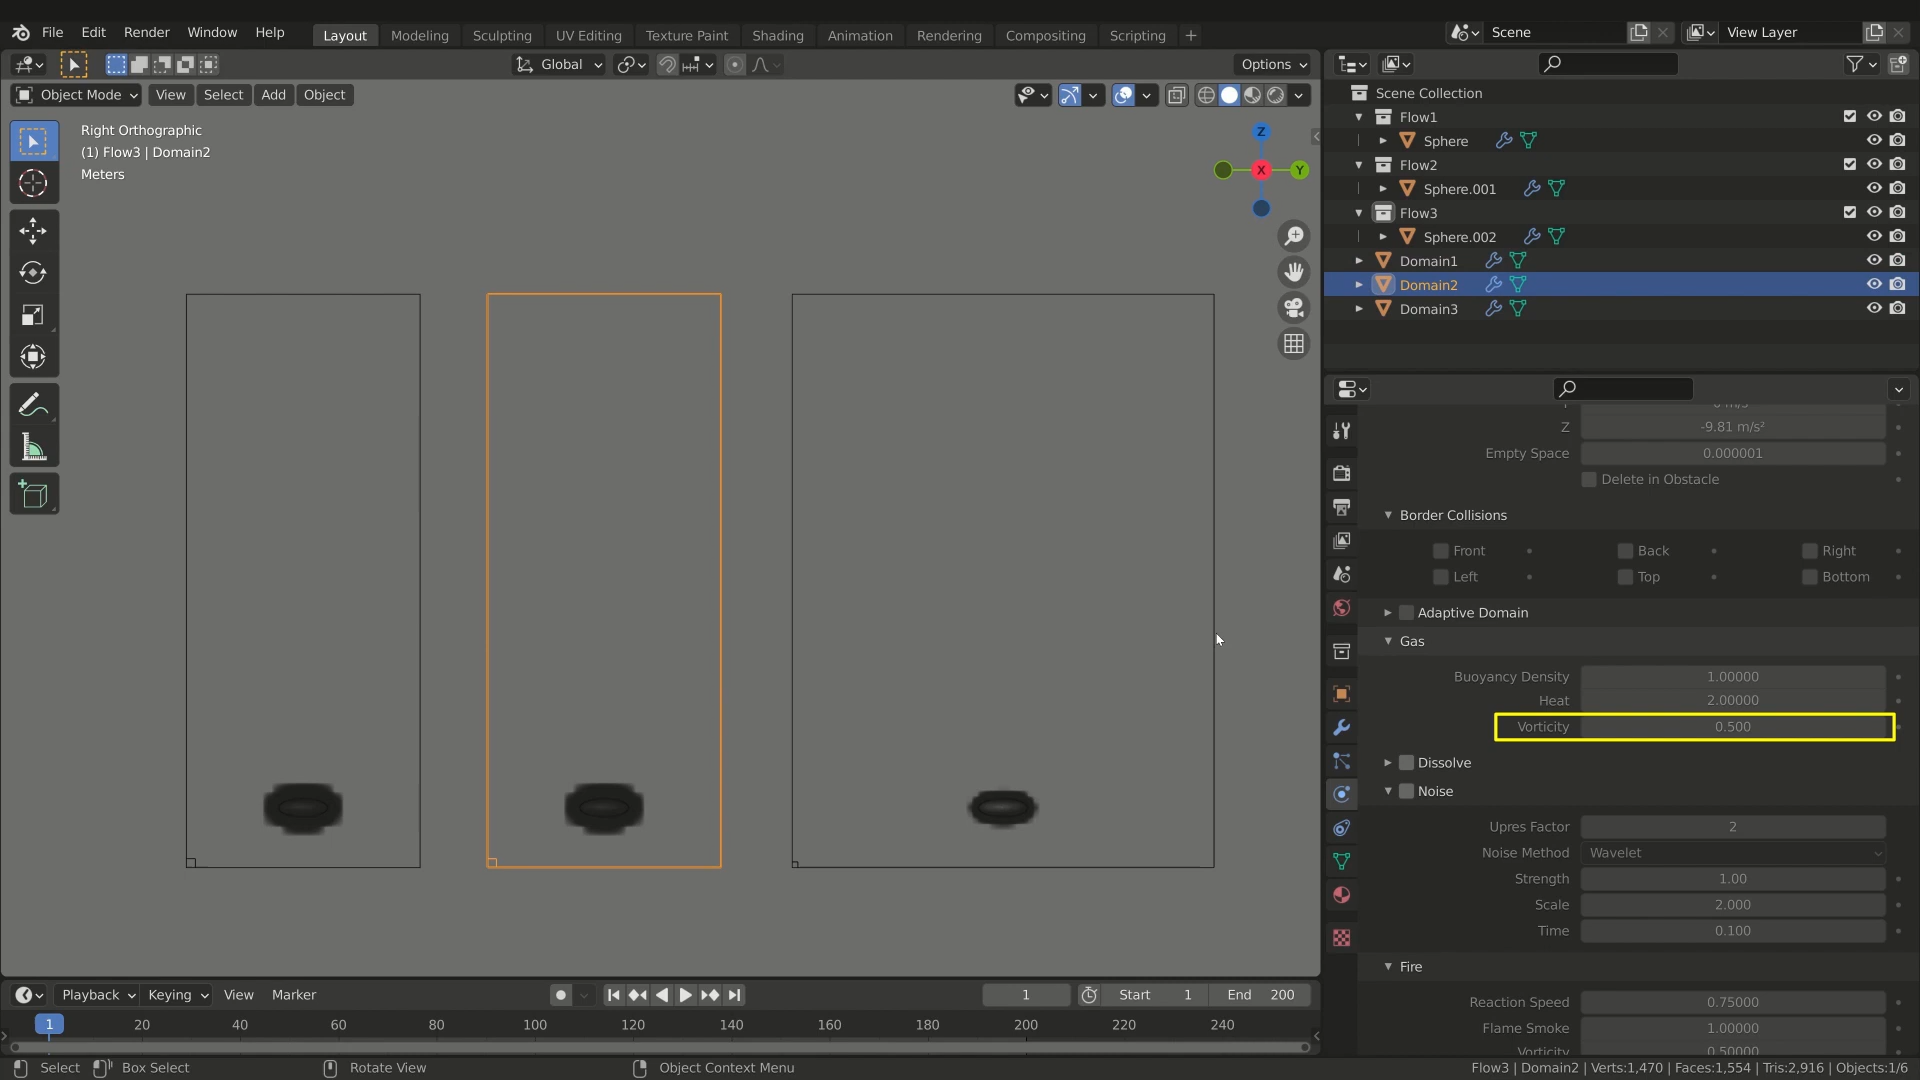 File Edit Render Window Help Layout Modeling Sculpting UV Editing Texture Paint Shading Animation Rendering Compositing Scripting + Scene View Layer
Global Options
Object Mode View Select Add Object
Right Orthographic
(1) Flow3 | Domain2
Meters
Z
X Y
Scene Collection
Flow1
Sphere
Flow2
Sphere.001
Flow3
Sphere.002
Domain1
Domain2
Domain3
Z -9.81 m/s²
Empty Space 0.000001
Delete in Obstacle
Border Collisions
Front Back Right
Left Top Bottom
Adaptive Domain
Gas
Buoyancy Density 1.00000
Heat 2.00000
Vorticity 0.500
Dissolve
Noise
Upres Factor 2
Noise Method Wavelet
Strength 1.00
Scale 2.000
Time 0.100
Fire
Reaction Speed 0.75000
Flame Smoke 1.00000
Vorticity 0.50000
Playback Keying View Marker 1 Start 1 End 200
1 20 40 60 80 100 120 140 160 180 200 220 240
Select Box Select Rotate View Object Context Menu Flow3 | Domain2 | Verts:1,470 | Faces:1,554 | Tris:2,916 | Objects:1/6